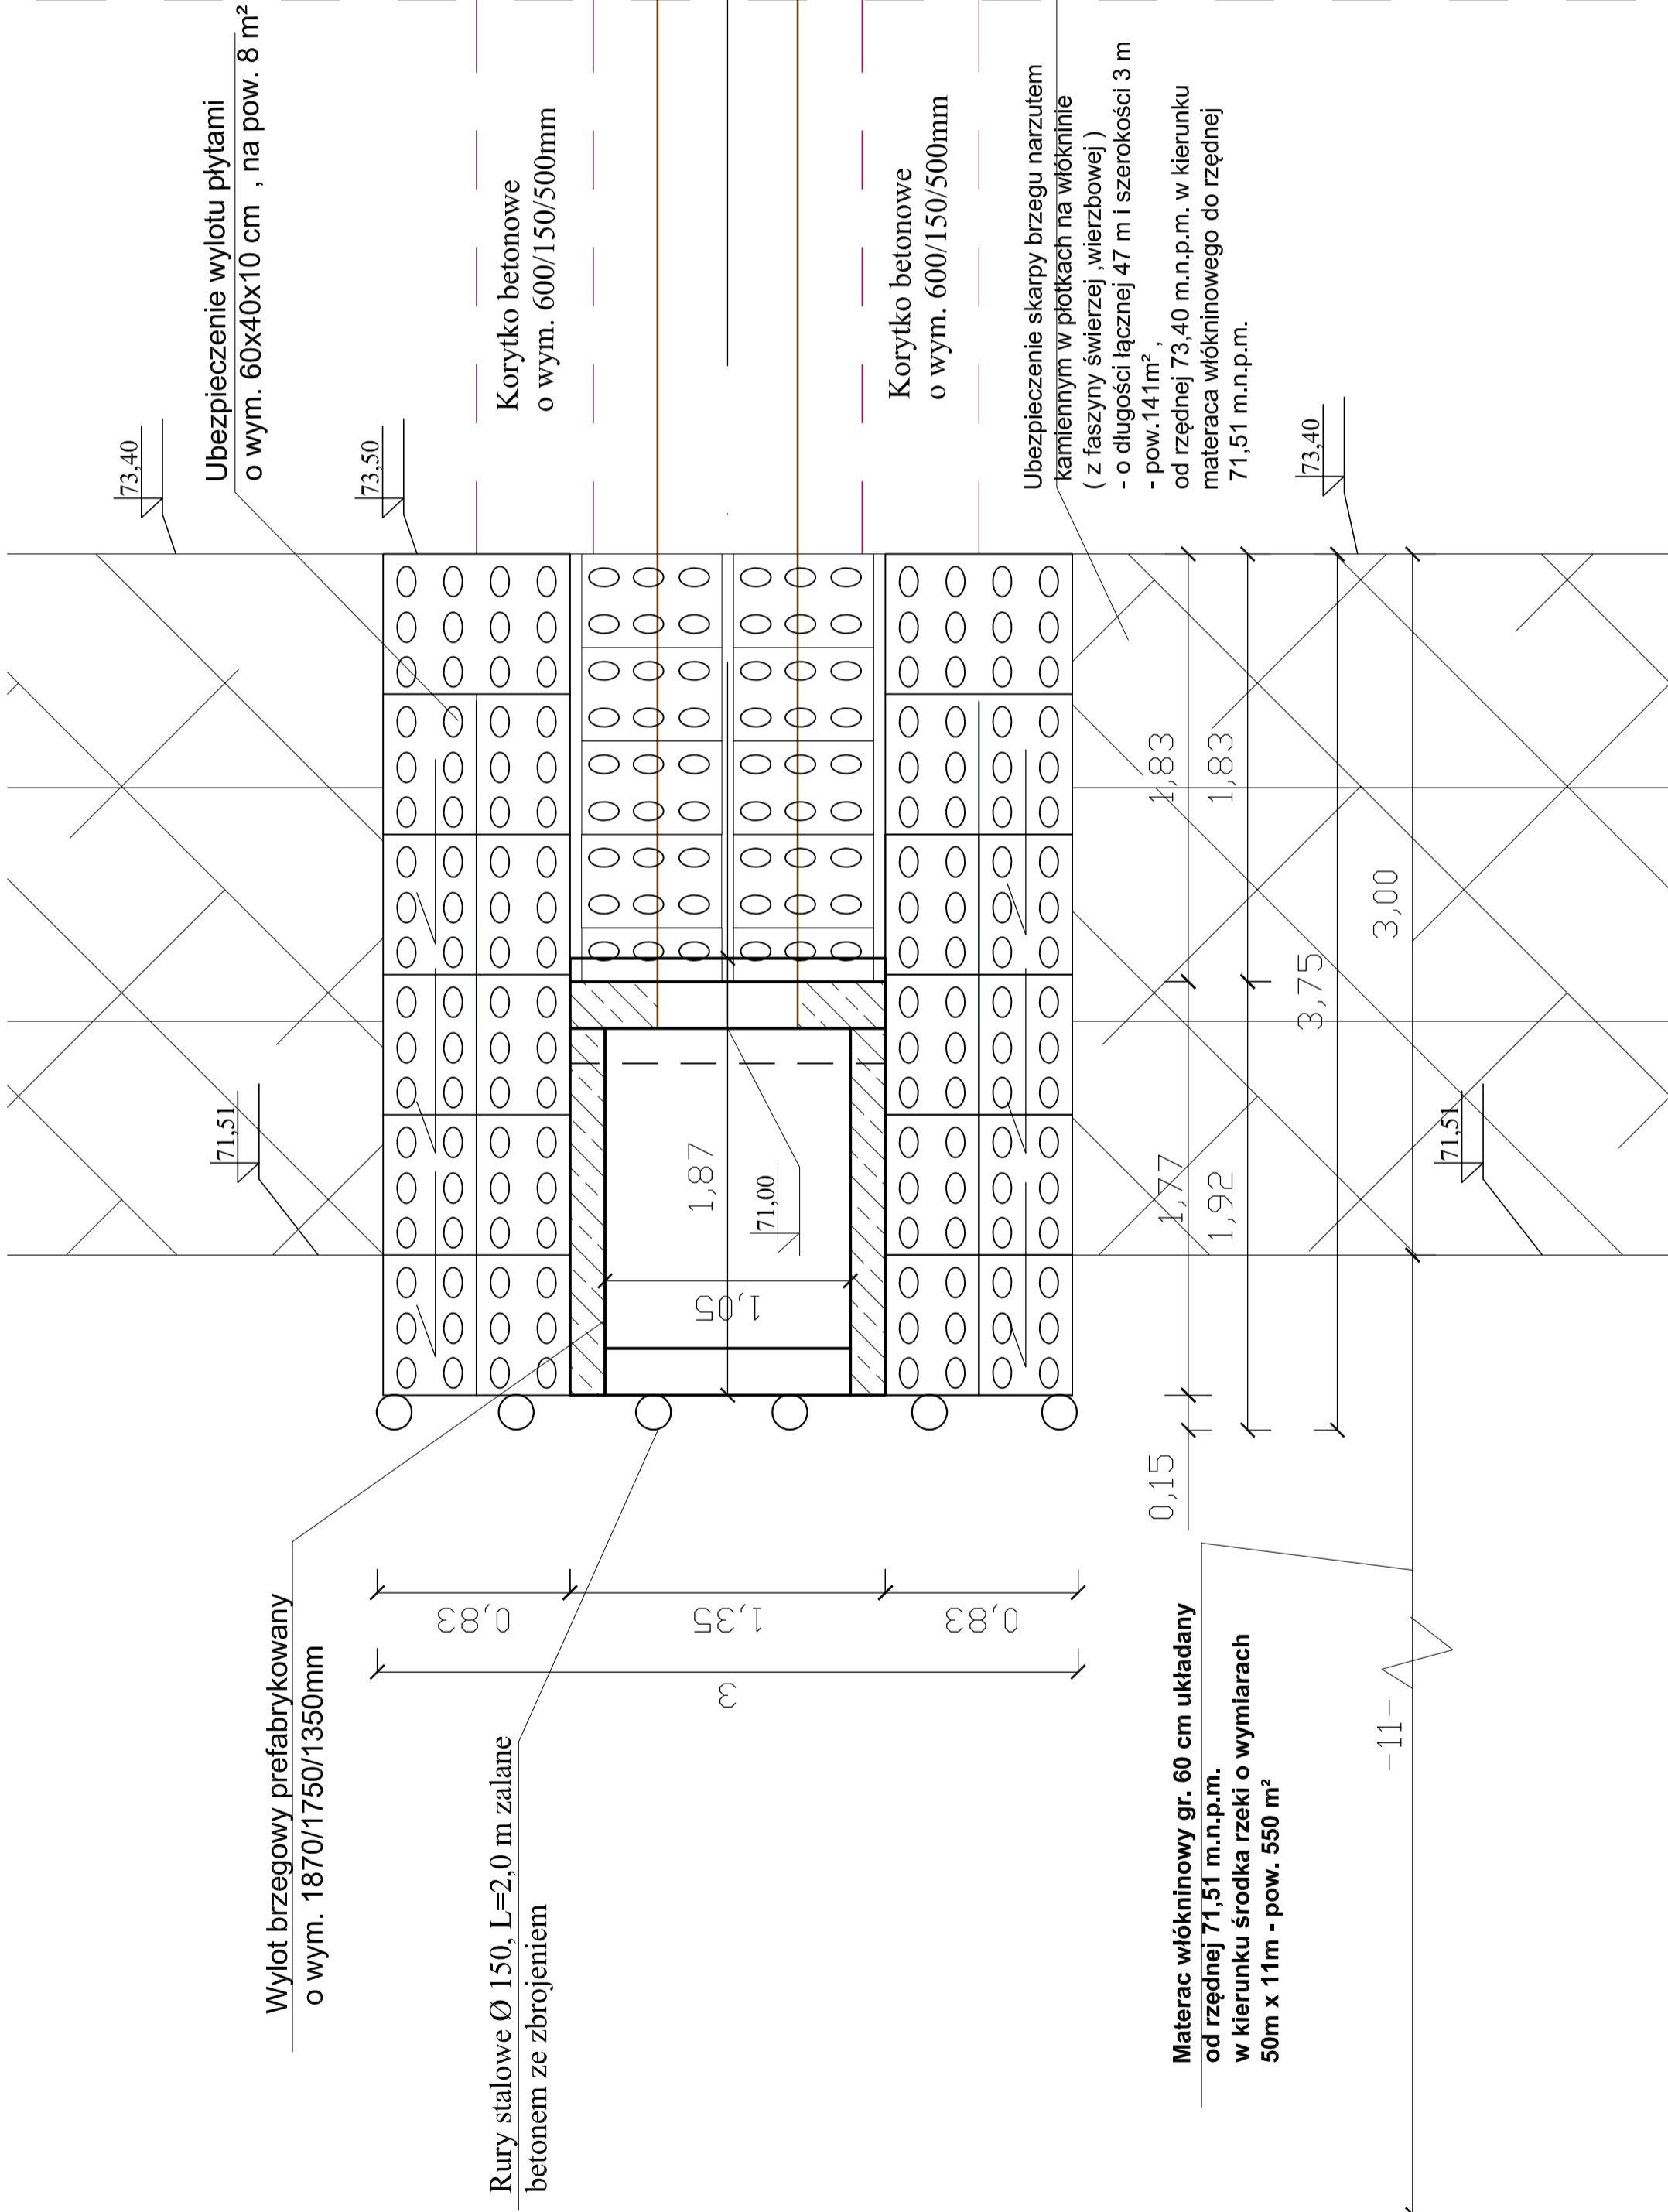 Ubezpieczenie wylotu płytami
o wym. 60x40x10 cm , na pow. 8 m²
73,40
73,50
Korytko betonowe
o wym. 600/150/500mm
Korytko betonowe
o wym. 600/150/500mm
Ubezpieczenie skarpy brzegu narzutem
kamiennym w płotkach na włókninie
( z faszyny świerzej ,wierzbowej )
- o długości łącznej 47 m i szerokości 3 m
- pow.141m² ,
od rzędnej 73,40 m.n.p.m. w kierunku
materaca włókninowego do rzędnej
71,51 m.n.p.m.
73,40
71,51
1,87
71,00
1,05
1,83
1,83
1,77
1,92
3,75
3,00
0,15
71,51
Wylot brzegowy prefabrykowany
o wym. 1870/1750/1350mm
0,83
1,35
0,83
3
Rury stalowe Ø 150, L=2,0 m zalane
betonem ze zbrojeniem
Materac włókninowy gr. 60 cm układany
od rzędnej 71,51 m.n.p.m.
w kierunku środka rzeki o wymiarach
50m x 11m - pow. 550 m²
-11-